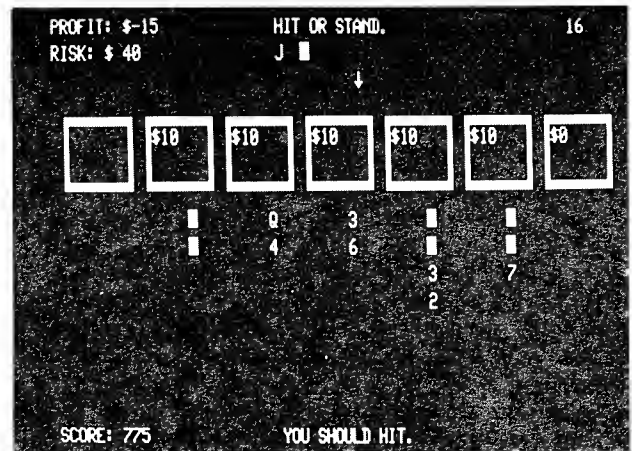 PROFIT: $-15 HIT OR STAND. 16
RISK: $ 40 J
$10 $10 $10 $10 $10 $0
Q 3
4 6
3 7
2
SCORE: 775 YOU SHOULD HIT.